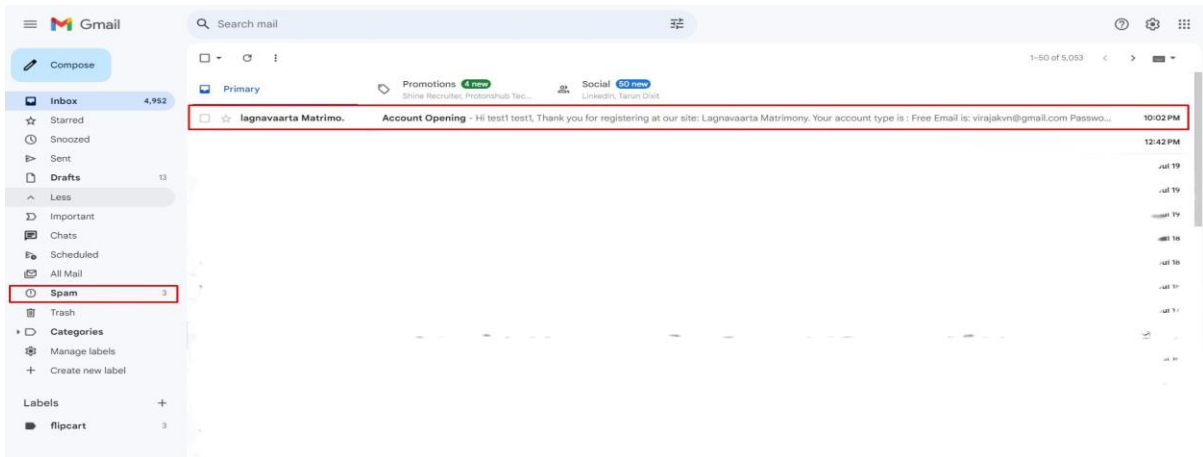 Gmail
Search mail
Compose
1–50 of 5,053
Primary
Promotions 4 new
Shine Recruiter, Protonshub Tec...
Social 50 new
LinkedIn, Tarun Dixit
Inbox 4,952
Starred
Snoozed
Sent
Drafts 13
Less
Important
Chats
Scheduled
All Mail
Spam 3
Trash
Categories
Manage labels
Create new label
Labels +
flipcart 3
lagnavaarta Matrimo. Account Opening - Hi test1 test1, Thank you for registering at our site: Lagnavaarta Matrimony. Your account type is : Free Email is: virajakvn@gmail.com Passwo... 10:02 PM
12:42 PM
Jul 19
Jul 19
19
18
Jul 18